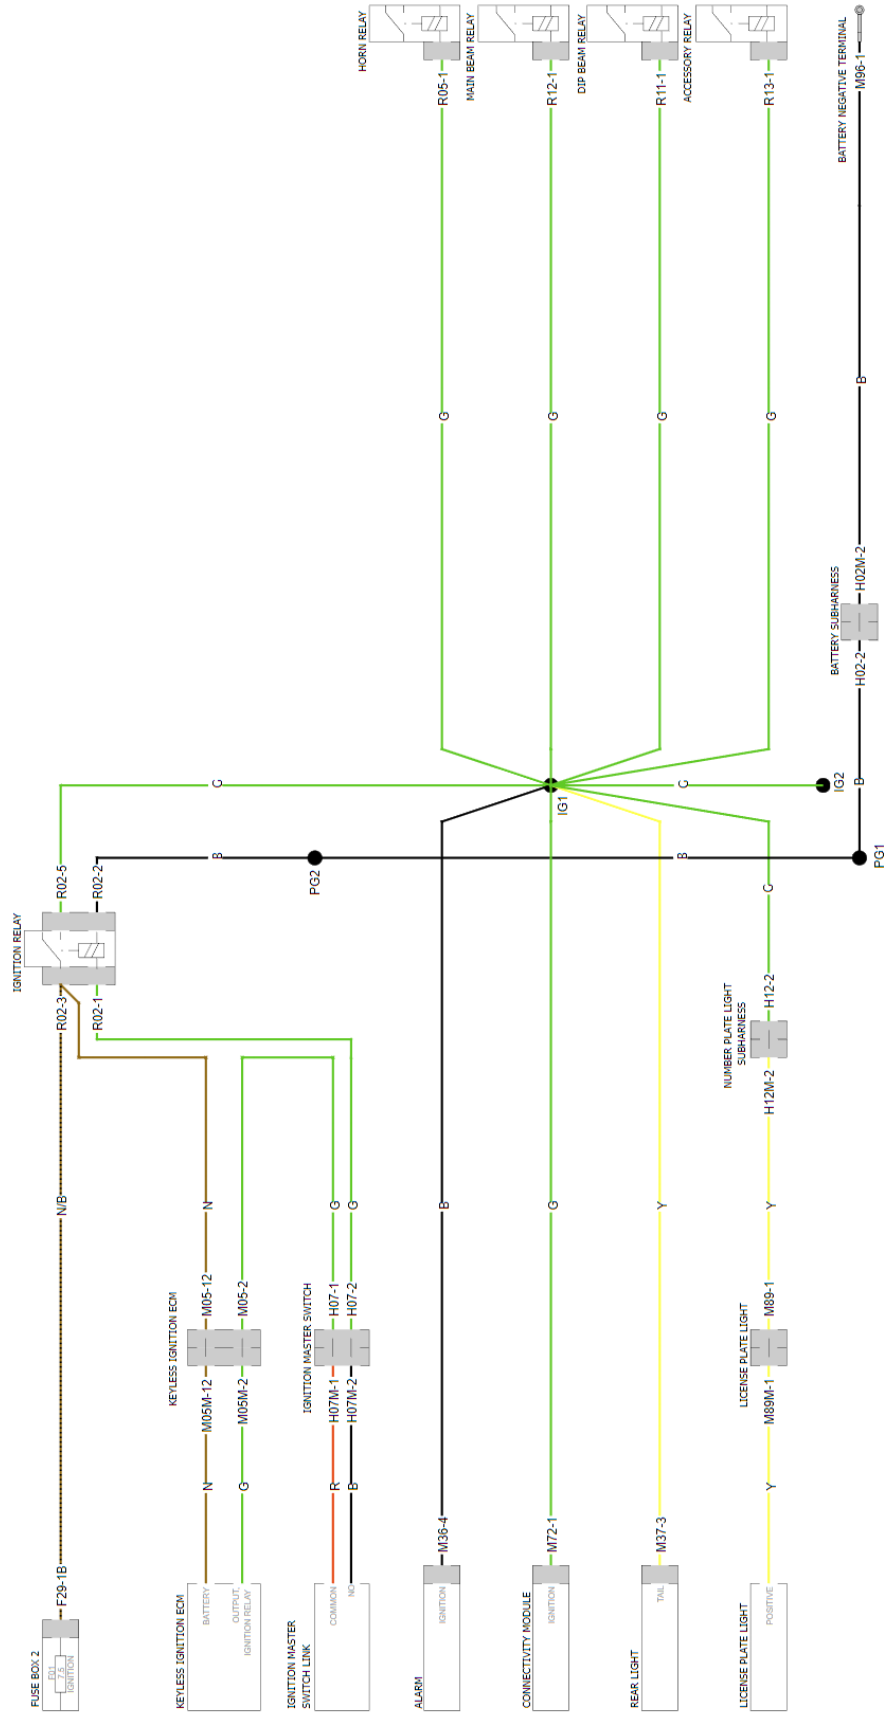 FUSE BOX 2
F01
7.5
IGNITION
F29-1B
N/B
R02-3
IGNITION RELAY
R02-5
G
R02-1
R02-2
B
PG2
B
PG1
KEYLESS IGNITION ECM
BATTERY
OUTPUT,
IGNITION RELAY
N
G
M05M-12
M05M-2
KEYLESS IGNITION ECM
M05-12
M05-2
N
IGNITION MASTER
SWITCH LINK
COMMON
NO
R
B
H07M-1
H07M-2
IGNITION MASTER SWITCH
H07-1
H07-2
G
G
ALARM
IGNITION
M36-4
B
HORN RELAY
R05-1
G
CONNECTIVITY MODULE
IGNITION
M72-1
G
IG1
G
R12-1
MAIN BEAM RELAY
REAR LIGHT
TAIL
M37-3
Y
G
IG2
G
R11-1
DIP BEAM RELAY
LICENSE PLATE LIGHT
POSITIVE
Y
M89M-1
LICENSE PLATE LIGHT
M89-1
Y
H12M-2
NUMBER PLATE LIGHT
SUBHARNESS
H12-2
G
G
R13-1
ACCESSORY RELAY
B
H02-2
BATTERY SUBHARNESS
H02M-2
B
M96-1
BATTERY NEGATIVE TERMINAL